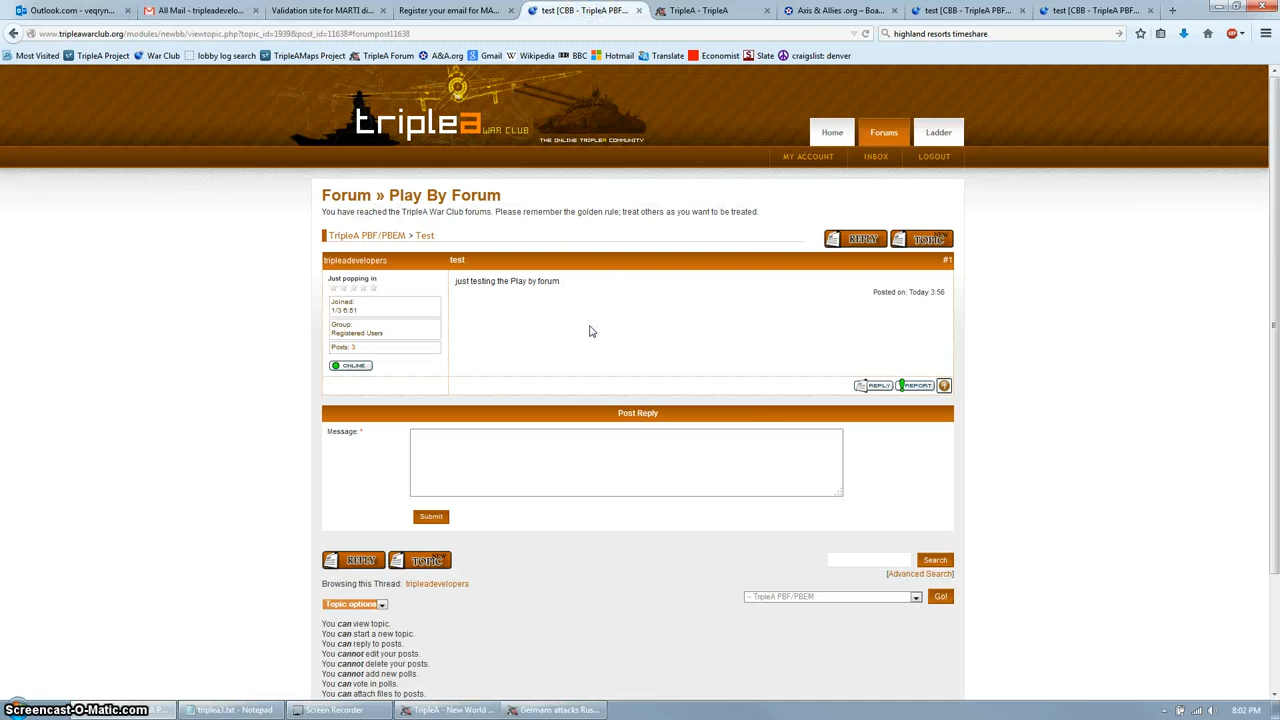 Outlook.com - veqryn@...
All Mail - tripleadevelop...
Validation site for MARTI di...
Register your email for MA...
test [CBB - TripleA PBF/PB...
TripleA - TripleA
Axis & Allies .org – Board...
test [CBB - TripleA PBF/PB...
test [CBB - TripleA PBF/PB...
www.tripleawarclub.org/modules/newbb/viewtopic.php?topic_id=1939&post_id=11638#forumpost11638
highland resorts timeshare
Most Visited
TripleA Project
War Club
lobby log search
TripleAMaps Project
TripleA Forum
A&A.org
Gmail
Wikipedia
BBC
Hotmail
Translate
Economist
Slate
craigslist: denver
triplea WAR CLUB
THE ONLINE TRIPLEA COMMUNITY
Home
Forums
Ladder
MY ACCOUNT
INBOX
LOGOUT
Forum » Play By Forum
You have reached the TripleA War Club forums. Please remember the golden rule; treat others as you want to be treated.
TripleA PBF/PBEM > Test
REPLY
NEW TOPIC
tripleadevelopers
test
#1
Just popping in
just testing the Play by forum
Posted on: Today 3:56
Joined:
1/3 6:51
Group:
Registered Users
Posts: 3
ONLINE
REPLY
REPORT
Post Reply
Message:*
Submit
REPLY
NEW TOPIC
Search
[Advanced Search]
Browsing this Thread: tripleadevelopers
-- TripleA PBF/PBEM
Go!
Topic options
You can view topic.
You can start a new topic.
You can reply to posts.
You cannot edit your posts.
You cannot delete your posts.
You cannot add new polls.
You can vote in polls.
You can attach files to posts.
Screencast-O-Matic.com
triplea3.txt - Notepad
Screen Recorder
TripleA - New World ...
Germans attacks Rus...
8:02 PM